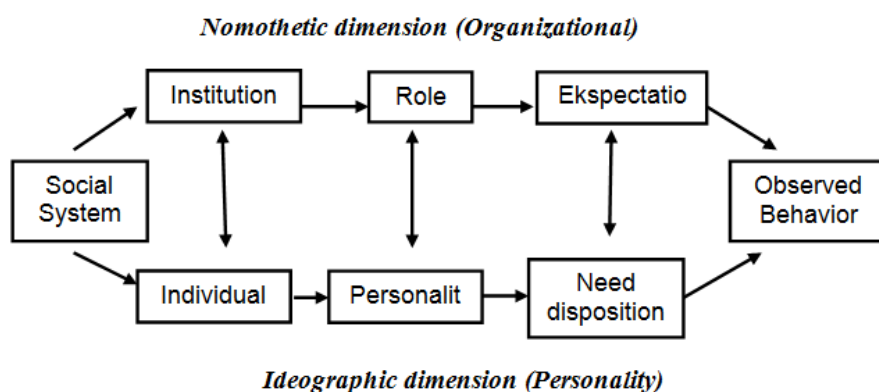 Nomothetic dimension (Organizational)
Institution
Role
Ekspectatio
Social
System
Observed
Behavior
Individual
Personalit
Need
disposition
Ideographic dimension (Personality)